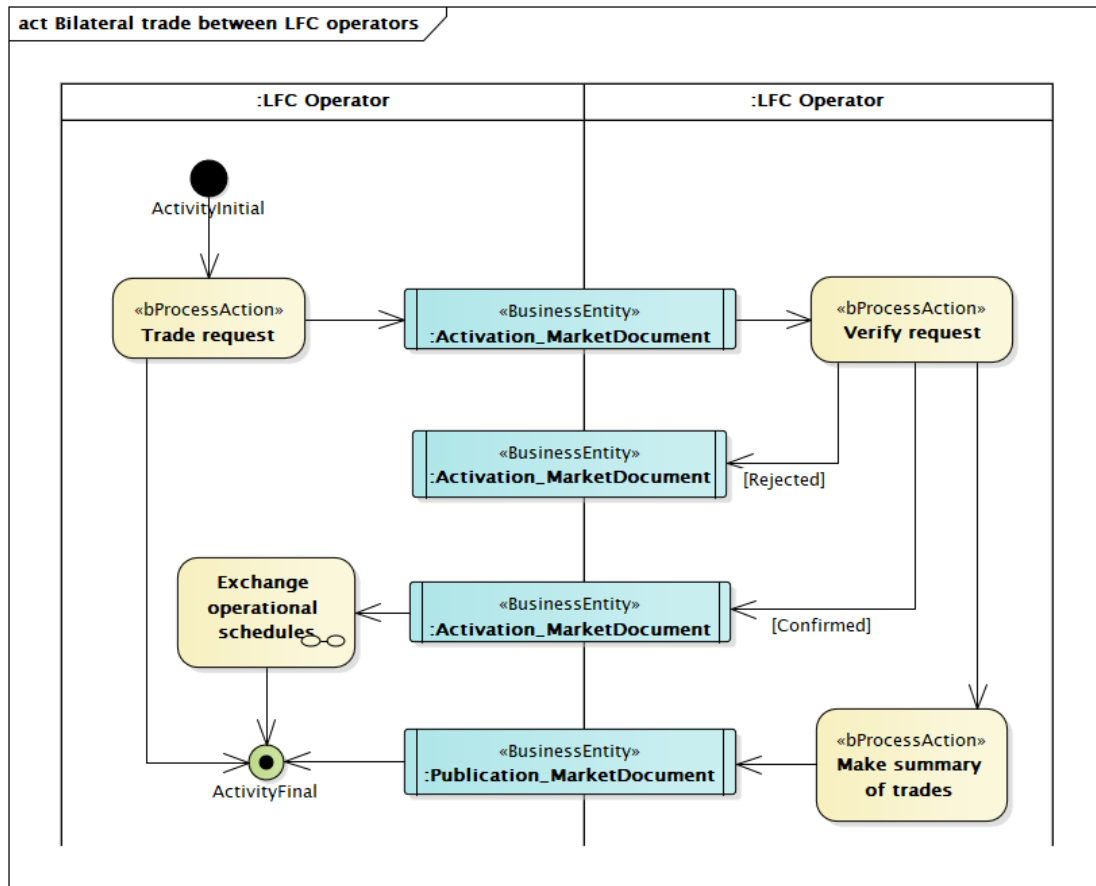 act Bilateral trade between LFC operators
:LFC Operator
:LFC Operator
ActivityInitial
«bProcessAction»
Trade request
«BusinessEntity»
:Activation_MarketDocument
«bProcessAction»
Verify request
«BusinessEntity»
:Activation_MarketDocument
[Rejected]
Exchange
operational
schedules
«BusinessEntity»
:Activation_MarketDocument
[Confirmed]
«BusinessEntity»
:Publication_MarketDocument
«bProcessAction»
Make summary
of trades
ActivityFinal